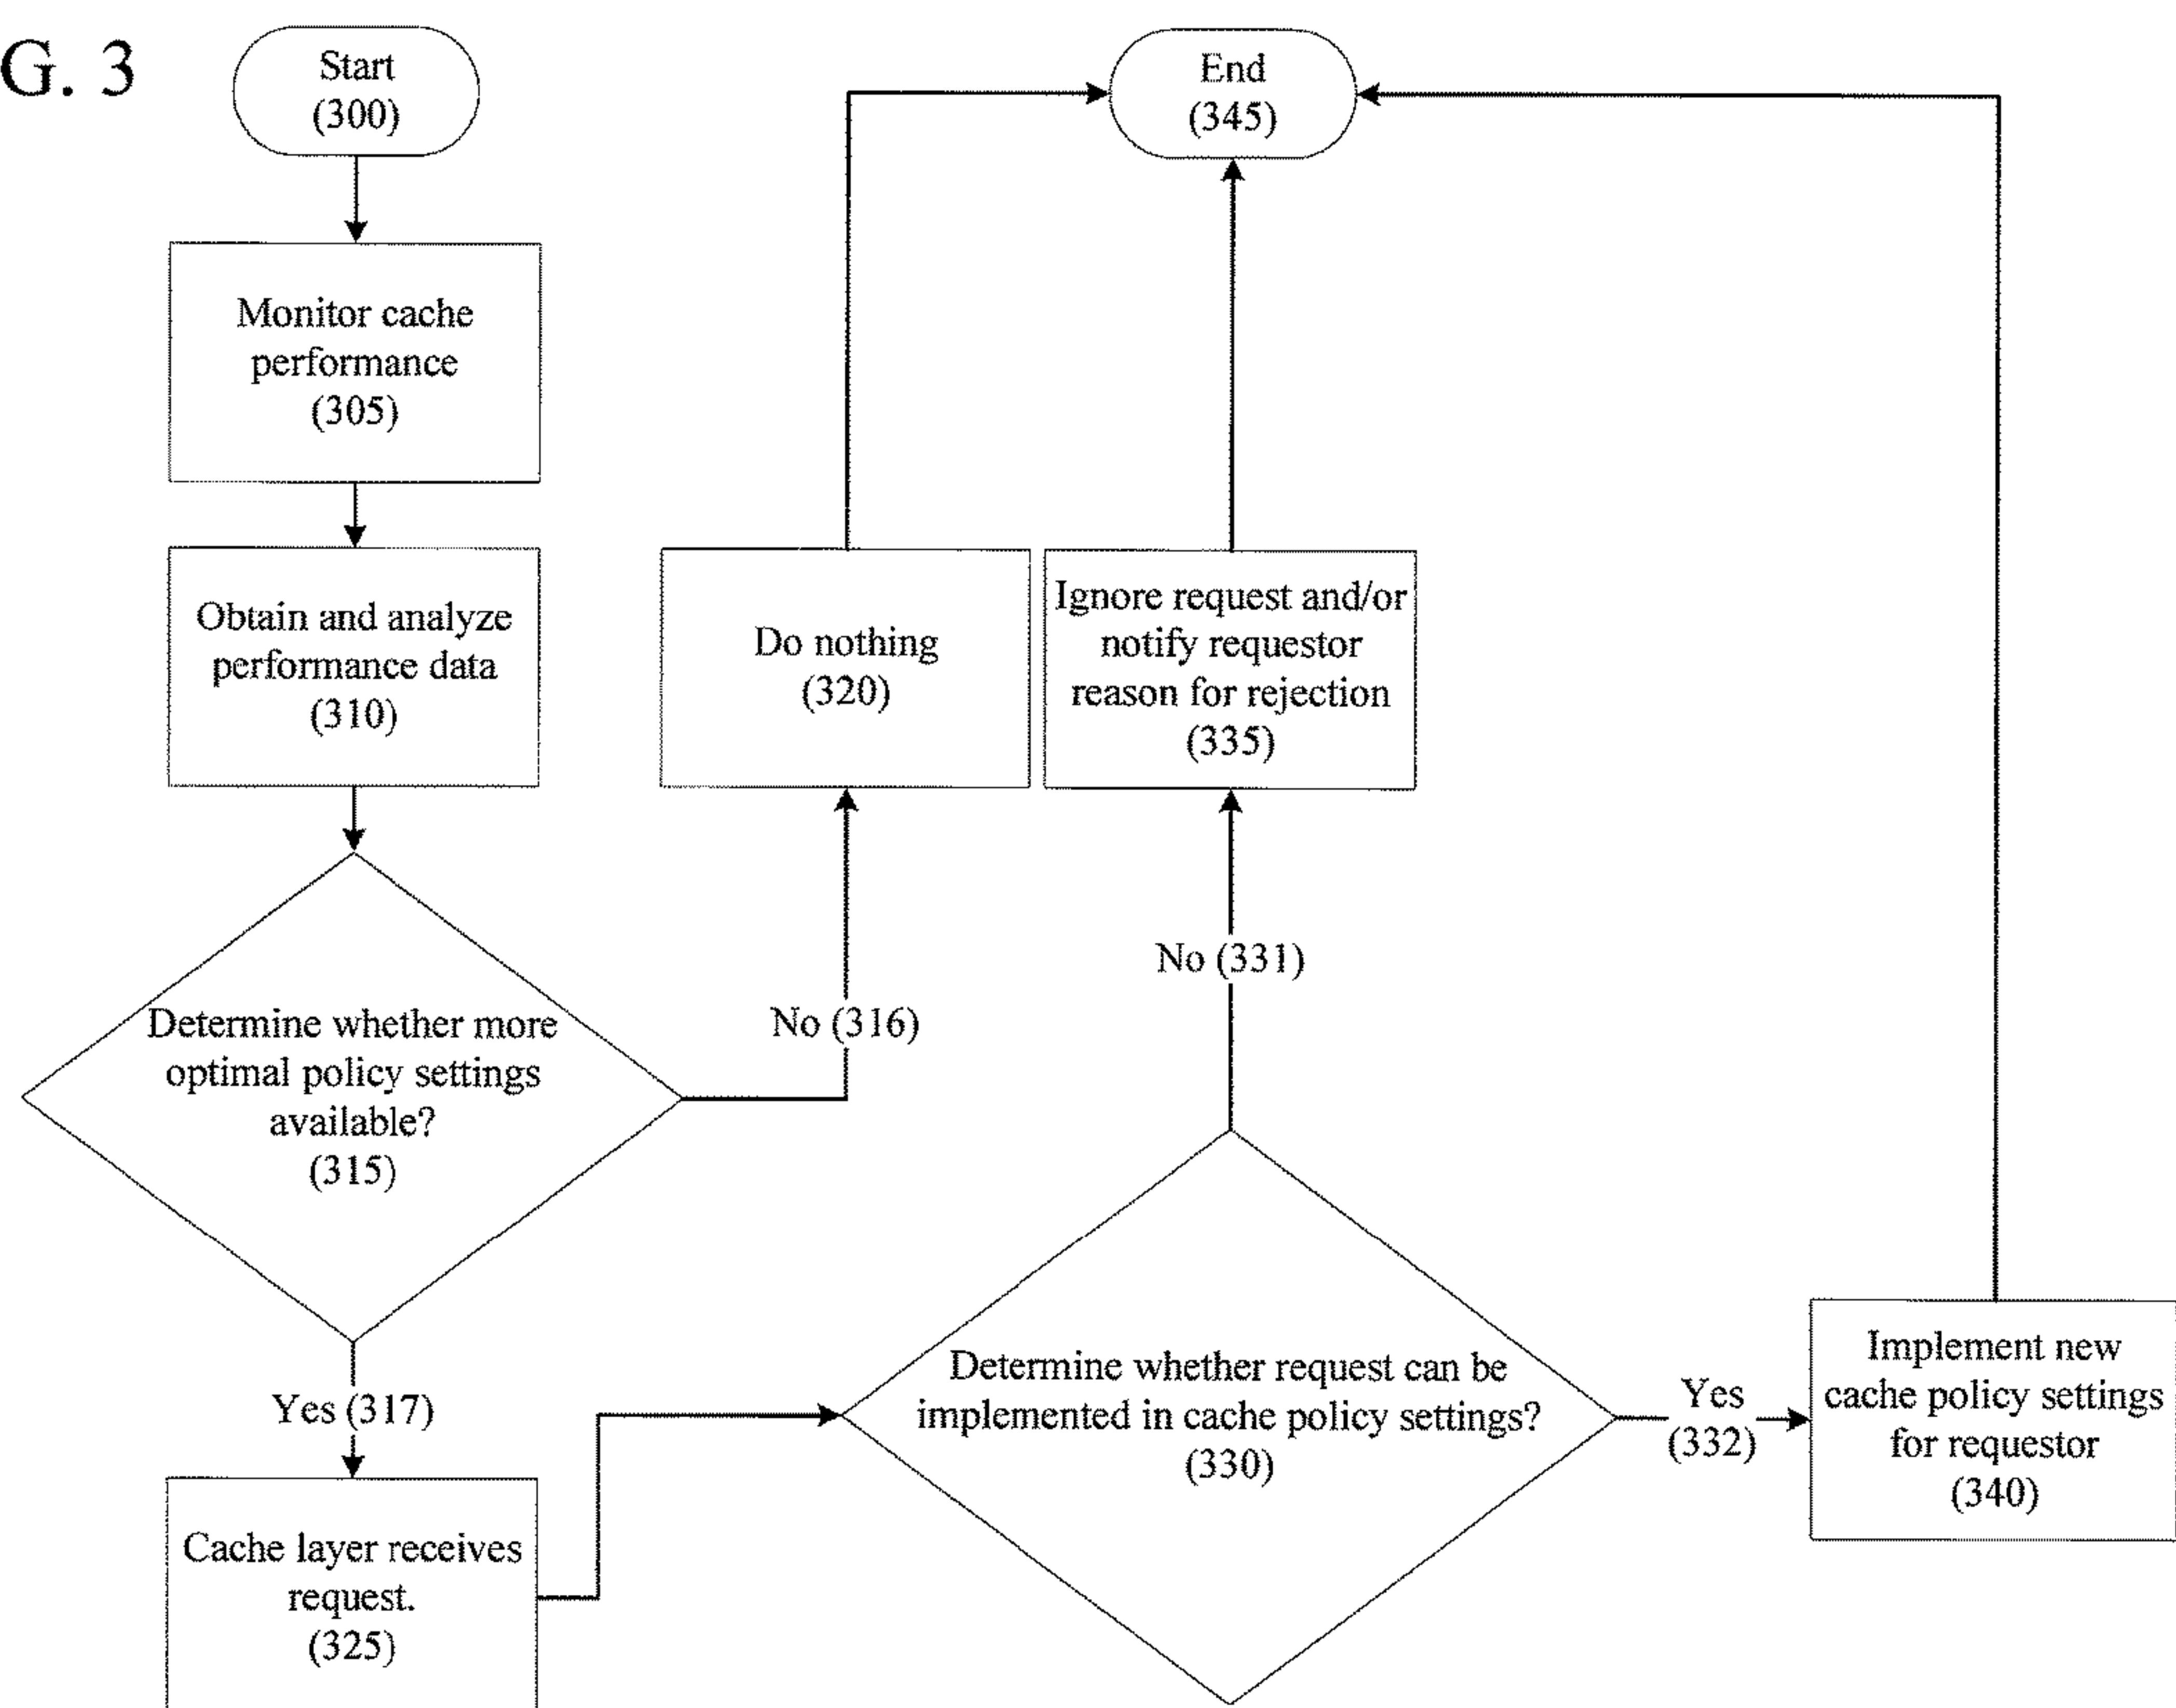 G. 3
Start
(300)
Monitor cache
performance
(305)
Obtain and analyze
performance data
(310)
Determine whether more
optimal policy settings
available?
(315)
No (316)
Yes (317)
Do nothing
(320)
Cache layer receives
request.
(325)
Determine whether request can be
implemented in cache policy settings?
(330)
No (331)
Yes
(332)
Ignore request and/or
notify requestor
reason for rejection
(335)
Implement new
cache policy settings
for requestor
(340)
End
(345)